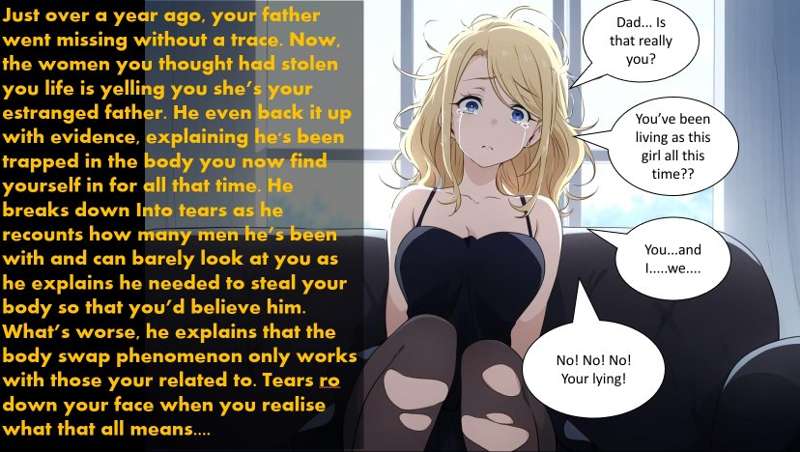 Just over a year ago, your father
went missing without a trace. Now,
the women you thought had stolen
you life is yelling you she's your
estranged father. He even back it up
with evidence, explaining he's been
trapped in the body you now find
yourself in for all that time. He
breaks down Into tears as he
recounts how many men he's been
with and can barely look at you as
he explains he needed to steal your
body so that you'd believe him.
What's worse, he explains that the
body swap phenomenon only works
with those your related to. Tears ro
down your face when you realise
what that all means....
Dad... Is
that really
you?
You've been
living as this
girl all this
time??
You...and
I.....we....
No! No! No!
Your lying!